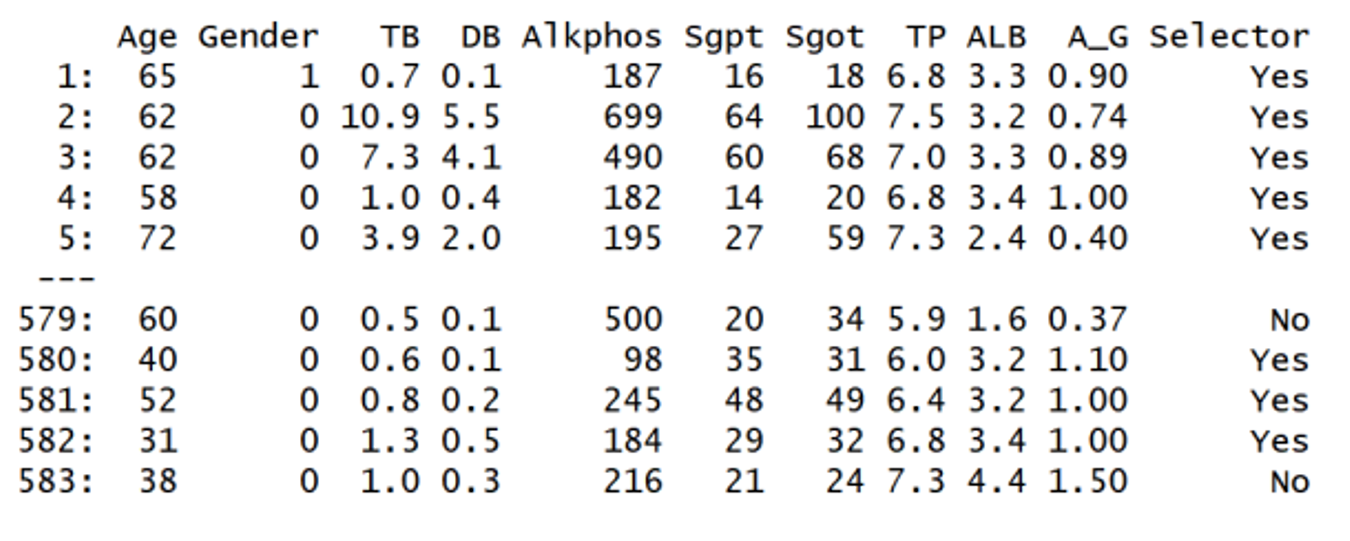 Age Gender TB DB Alkphos Sgpt Sgot TP ALB A_G Selector
1: 65 1 0.7 0.1 187 16 18 6.8 3.3 0.90 Yes
2: 62 0 10.9 5.5 699 64 100 7.5 3.2 0.74 Yes
3: 62 0 7.3 4.1 490 60 68 7.0 3.3 0.89 Yes
4: 58 0 1.0 0.4 182 14 20 6.8 3.4 1.00 Yes
5: 72 0 3.9 2.0 195 27 59 7.3 2.4 0.40 Yes
---
579: 60 0 0.5 0.1 500 20 34 5.9 1.6 0.37 No
580: 40 0 0.6 0.1 98 35 31 6.0 3.2 1.10 Yes
581: 52 0 0.8 0.2 245 48 49 6.4 3.2 1.00 Yes
582: 31 0 1.3 0.5 184 29 32 6.8 3.4 1.00 Yes
583: 38 0 1.0 0.3 216 21 24 7.3 4.4 1.50 No